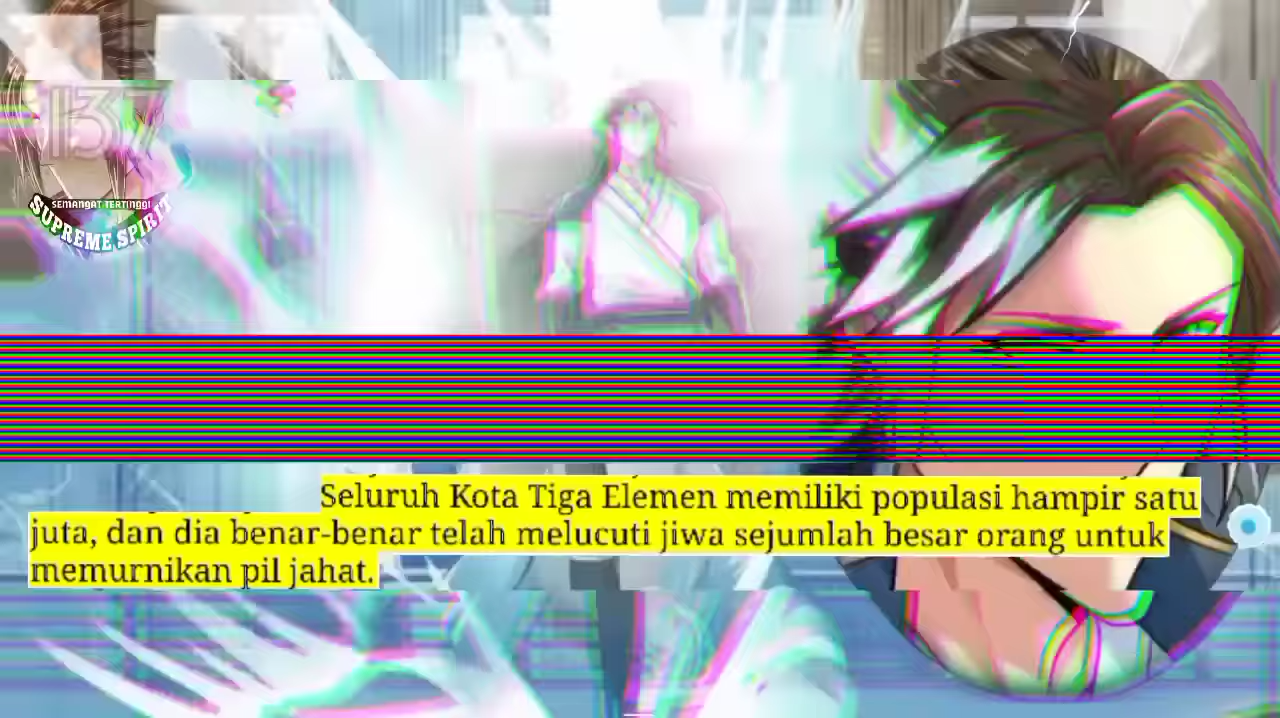 137
SEMANGAT TERTINGGI
SUPREME SPIRIT
Seluruh Kota Tiga Elemen memiliki populasi hampir satu
juta, dan dia benar-benar telah melucuti jiwa sejumlah besar orang untuk
memurnikan pil jahat.